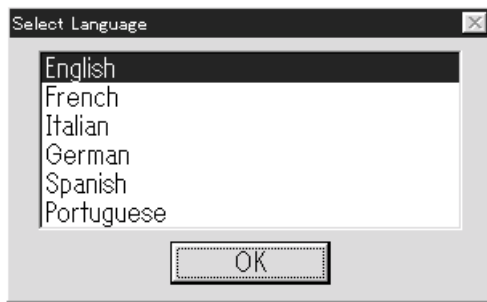 Select Language
English
French
Italian
German
Spanish
Portuguese
OK